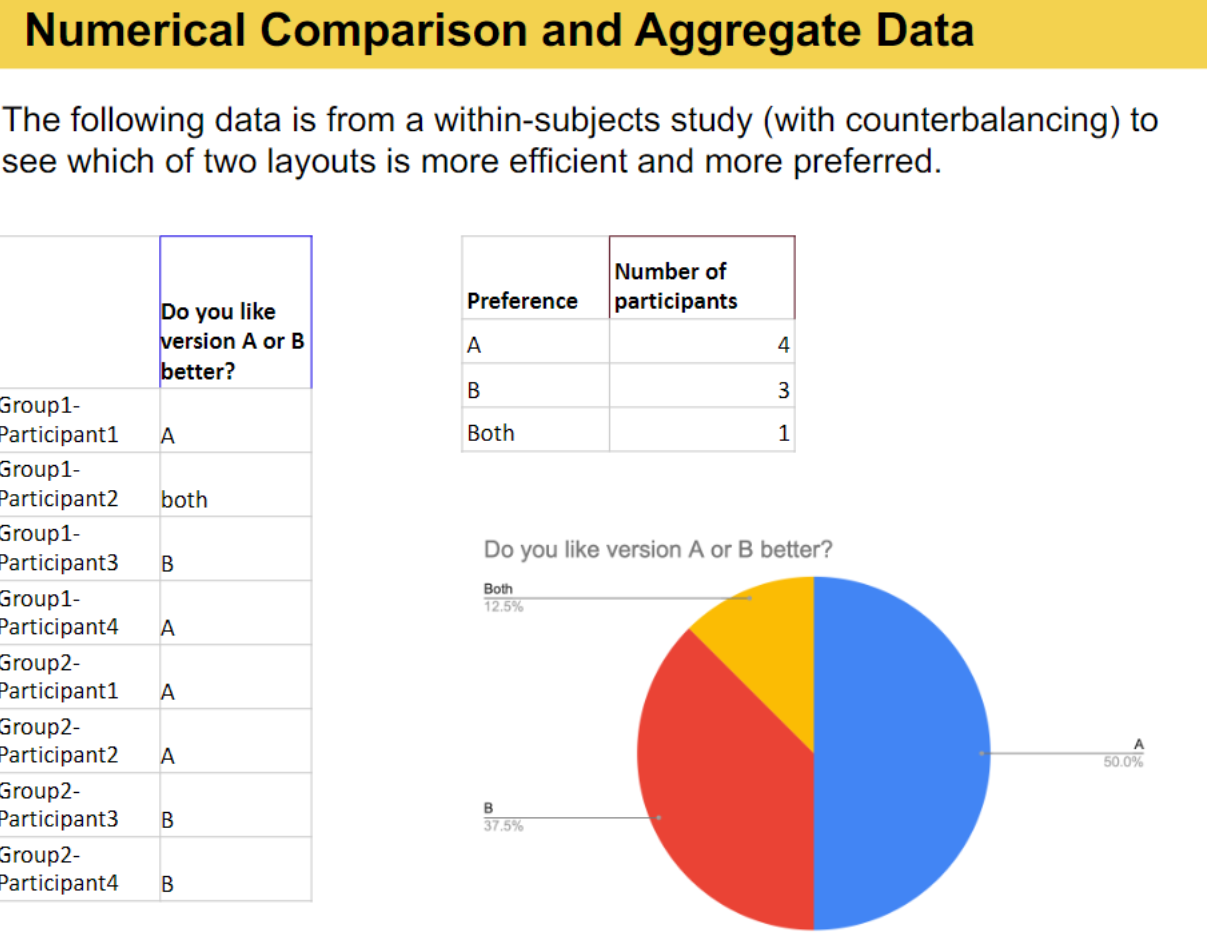 Numerical Comparison and Aggregate Data
The following data is from a within-subjects study (with counterbalancing) to
see which of two layouts is more efficient and more preferred.
Do you like
version A or B
better?
Group1-
Participant1 A
Group1-
Participant2 both
Group1-
Participant3 B
Group1-
Participant4 A
Group2-
Participant1 A
Group2-
Participant2 A
Group2-
Participant3 B
Group2-
Participant4 B
Number of
Preference participants
A 4
B 3
Both 1
Do you like version A or B better?
Both
12.5%
A
50.0%
B
37.5%